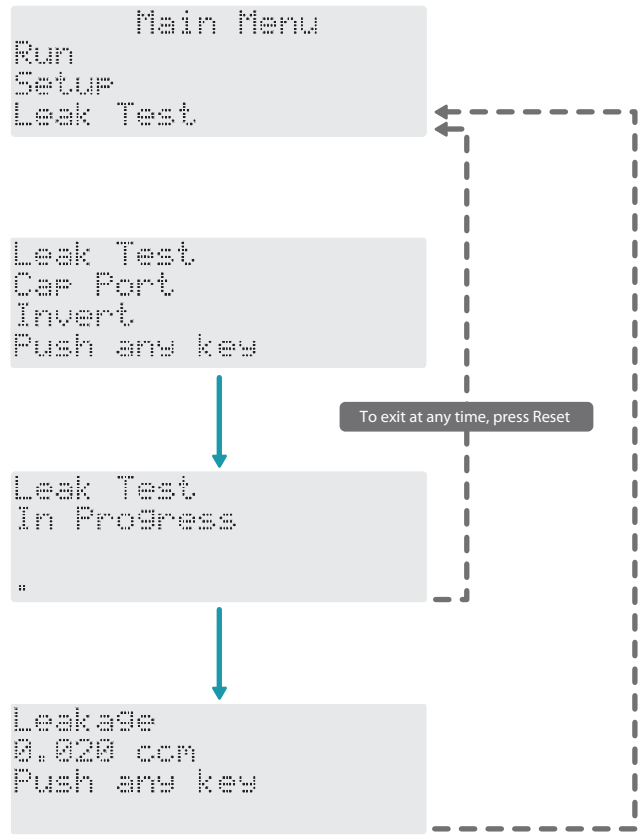 Main Menu
Run
Setup
Leak Test
Leak Test
Cap Port
Invert
Push any key
To exit at any time, press Reset
Leak Test
In Progress
..
Leakage
0.020 ccm
Push any key